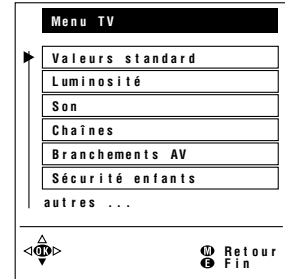 Menu TV
Valeurs standard
Luminosité
Son
Chaînes
Branchements AV
Sécurité enfants
autres ...
OK
M Retour
E Fin